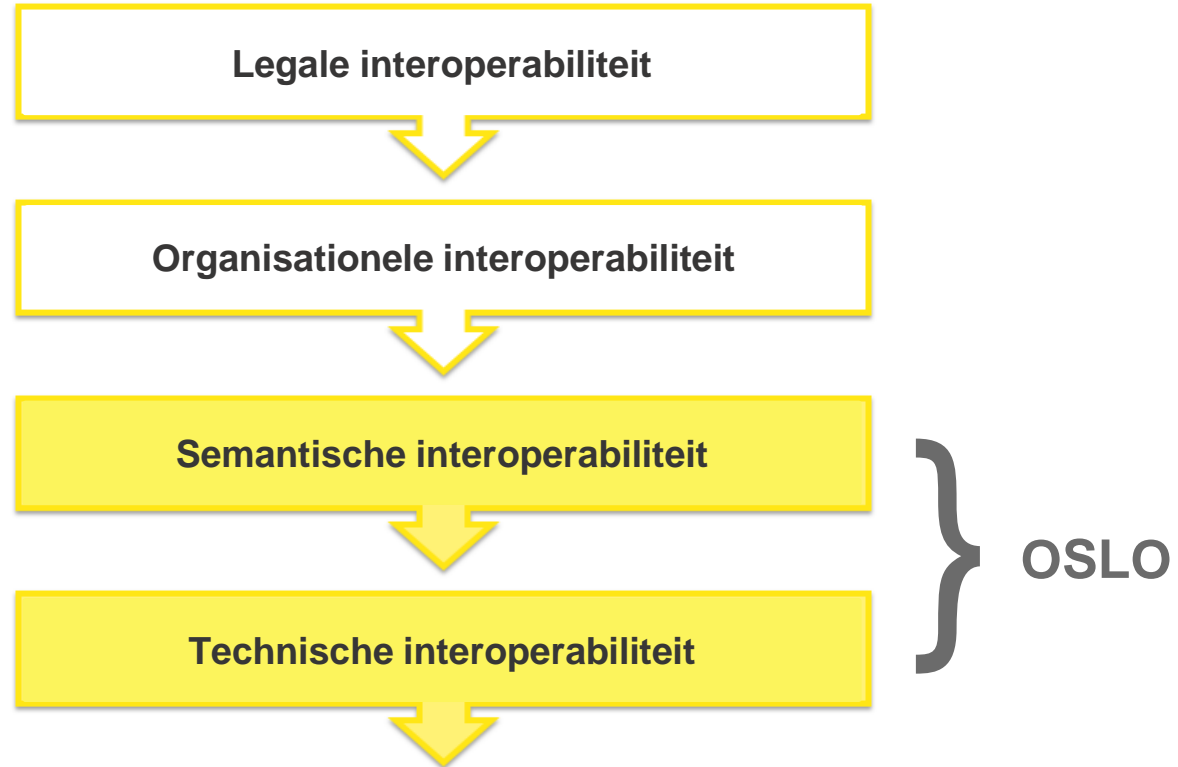 Legale interoperabiliteit
Organisationele interoperabiliteit
Semantische interoperabiliteit
Technische interoperabiliteit
} OSLO